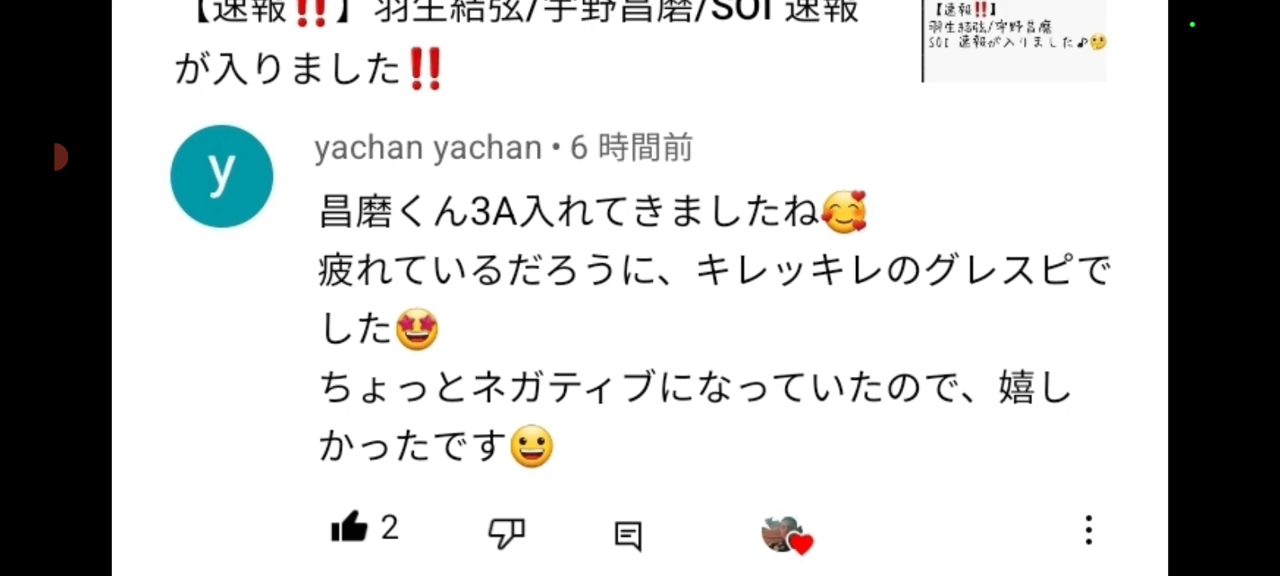 【速報‼️】羽生結弦/宇野昌磨/SOI 速報
が入りました‼️
【速報‼️】
羽生結弦/宇野昌磨
SOI 速報が入りました♪🤔
y
yachan yachan • 6 時間前
昌磨くん3A入れてきましたね🥰
疲れているだろうに、キレッキレのグレスピで
した🤩
ちょっとネガティブになっていたので、嬉し
かったです😀
2